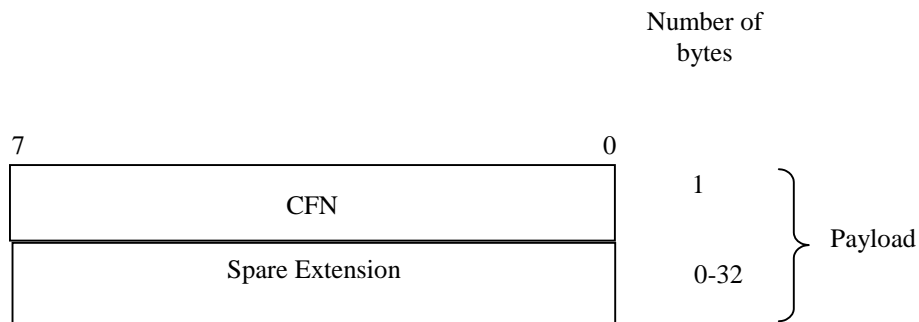 Number of
bytes
7 0
CFN 1
Spare Extension 0-32
Payload